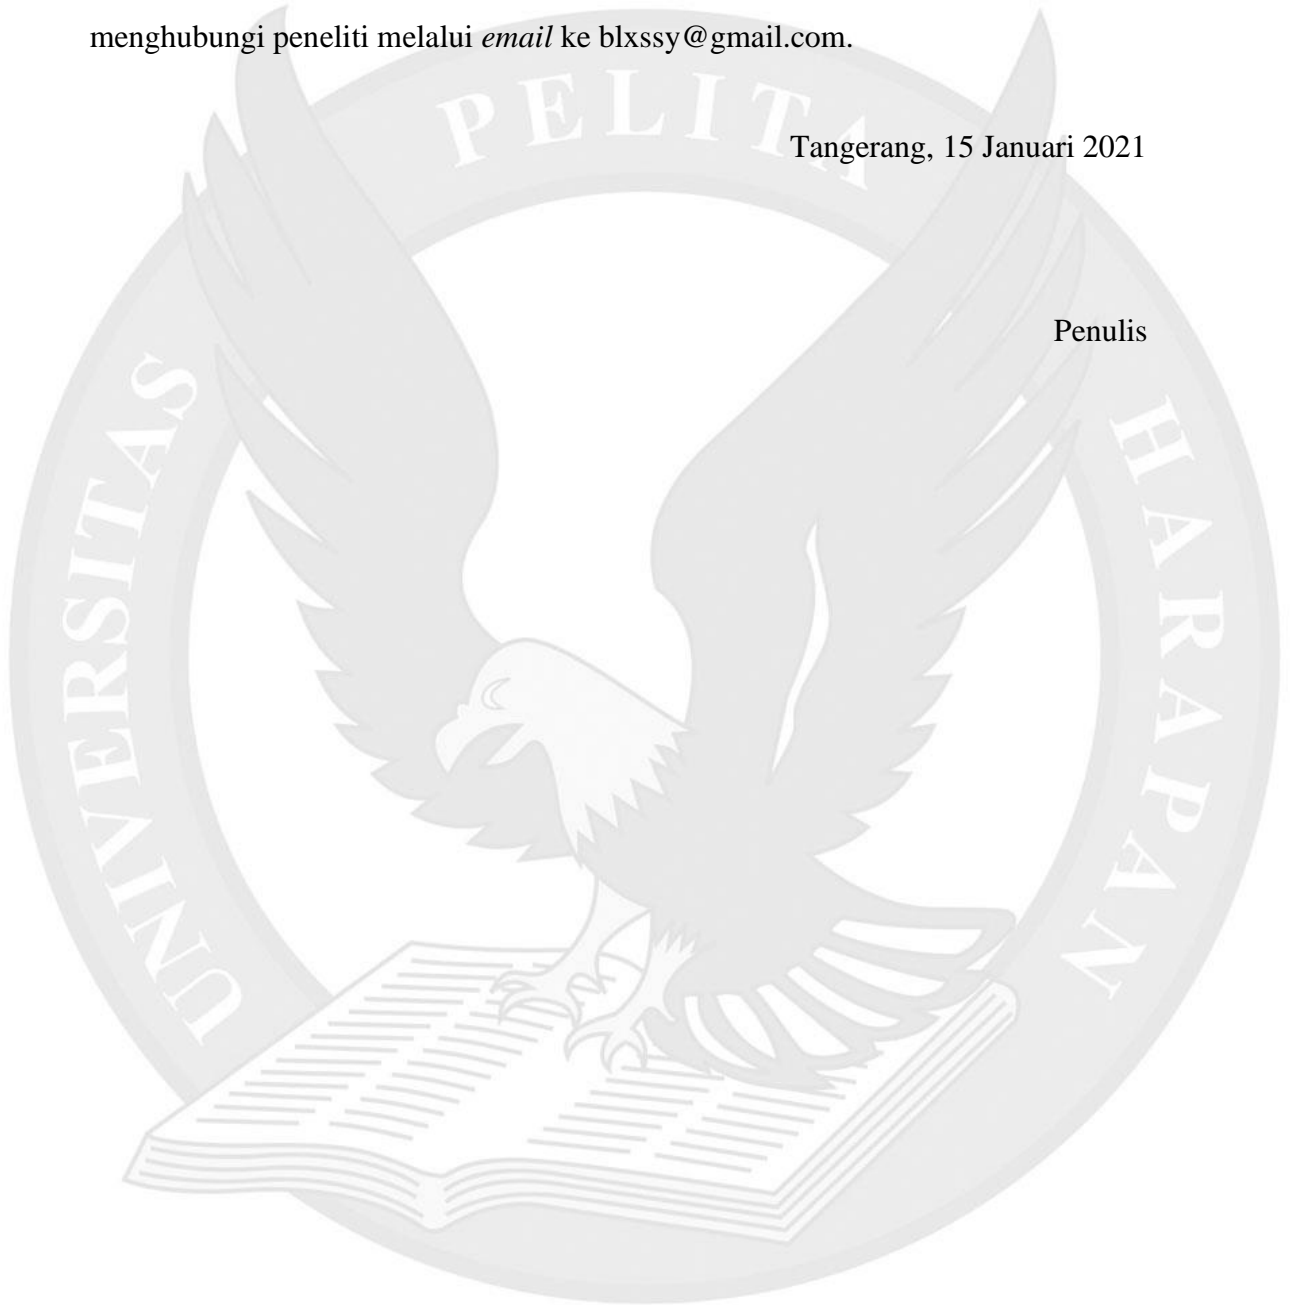 menghubungi peneliti melalui email ke blxssy@gmail.com.
Tangerang, 15 Januari 2021
Penulis
UNIVERSITAS PELITA HARAPAN